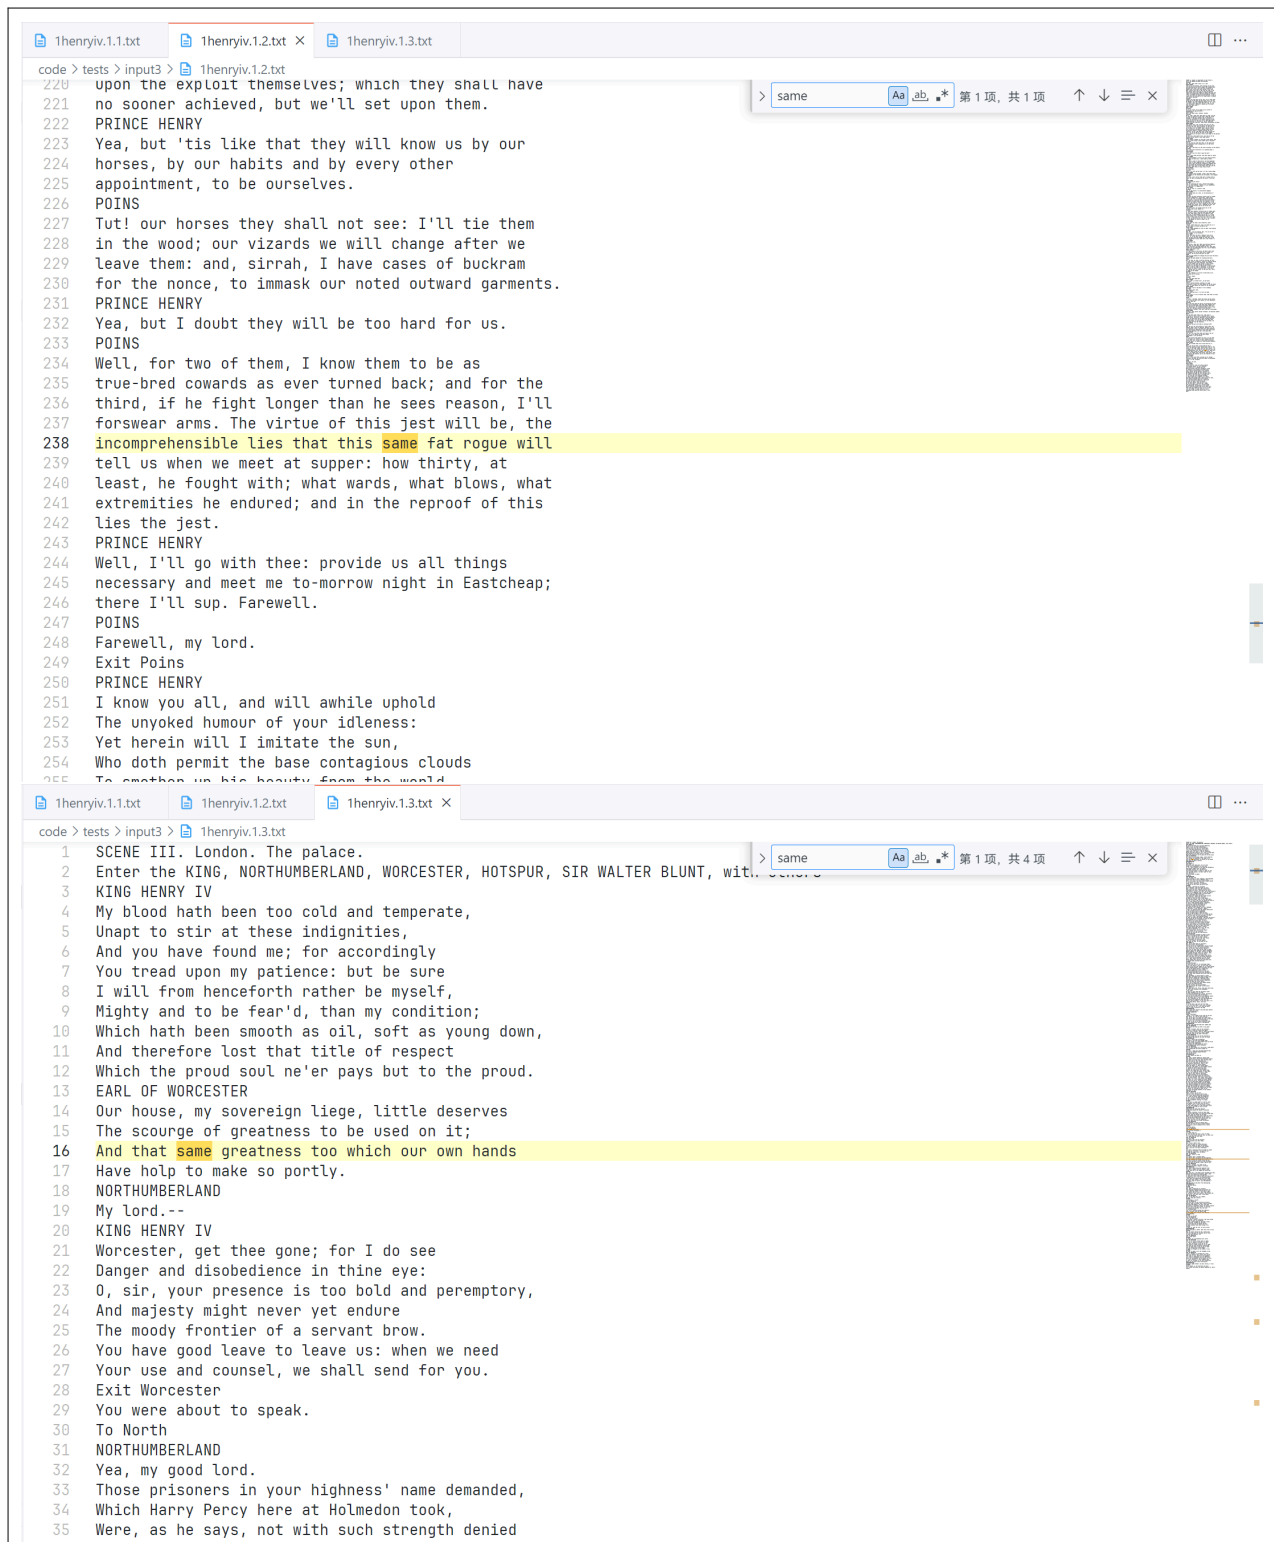 1henryiv.1.1.txt 1henryiv.1.2.txt 1henryiv.1.3.txt
code > tests > input3 > 1henryiv.1.2.txt
same Aa ab .* 第 1 项, 共 1 项
220 upon the exploit themselves; which they shall have
221 no sooner achieved, but we'll set upon them.
222 PRINCE HENRY
223 Yea, but 'tis like that they will know us by our
224 horses, by our habits and by every other
225 appointment, to be ourselves.
226 POINS
227 Tut! our horses they shall not see: I'll tie them
228 in the wood; our vizards we will change after we
229 leave them: and, sirrah, I have cases of buckram
230 for the nonce, to immask our noted outward garments.
231 PRINCE HENRY
232 Yea, but I doubt they will be too hard for us.
233 POINS
234 Well, for two of them, I know them to be as
235 true-bred cowards as ever turned back; and for the
236 third, if he fight longer than he sees reason, I'll
237 forswear arms. The virtue of this jest will be, the
238 incomprehensible lies that this same fat rogue will
239 tell us when we meet at supper: how thirty, at
240 least, he fought with; what wards, what blows, what
241 extremities he endured; and in the reproof of this
242 lies the jest.
243 PRINCE HENRY
244 Well, I'll go with thee: provide us all things
245 necessary and meet me to-morrow night in Eastcheap;
246 there I'll sup. Farewell.
247 POINS
248 Farewell, my lord.
249 Exit Poins
250 PRINCE HENRY
251 I know you all, and will awhile uphold
252 The unyoked humour of your idleness:
253 Yet herein will I imitate the sun,
254 Who doth permit the base contagious clouds
255 To smother up his beauty from the world
1henryiv.1.1.txt 1henryiv.1.2.txt 1henryiv.1.3.txt
code > tests > input3 > 1henryiv.1.3.txt
same Aa ab .* 第 1 项, 共 4 项
1 SCENE III. London. The palace.
2 Enter the KING, NORTHUMBERLAND, WORCESTER, HOTSPUR, SIR WALTER BLUNT, with others
3 KING HENRY IV
4 My blood hath been too cold and temperate,
5 Unapt to stir at these indignities,
6 And you have found me; for accordingly
7 You tread upon my patience: but be sure
8 I will from henceforth rather be myself,
9 Mighty and to be fear'd, than my condition;
10 Which hath been smooth as oil, soft as young down,
11 And therefore lost that title of respect
12 Which the proud soul ne'er pays but to the proud.
13 EARL OF WORCESTER
14 Our house, my sovereign liege, little deserves
15 The scourge of greatness to be used on it;
16 And that same greatness too which our own hands
17 Have holp to make so portly.
18 NORTHUMBERLAND
19 My lord.--
20 KING HENRY IV
21 Worcester, get thee gone; for I do see
22 Danger and disobedience in thine eye:
23 O, sir, your presence is too bold and peremptory,
24 And majesty might never yet endure
25 The moody frontier of a servant brow.
26 You have good leave to leave us: when we need
27 Your use and counsel, we shall send for you.
28 Exit Worcester
29 You were about to speak.
30 To North
31 NORTHUMBERLAND
32 Yea, my good lord.
33 Those prisoners in your highness' name demanded,
34 Which Harry Percy here at Holmedon took,
35 Were, as he says, not with such strength denied